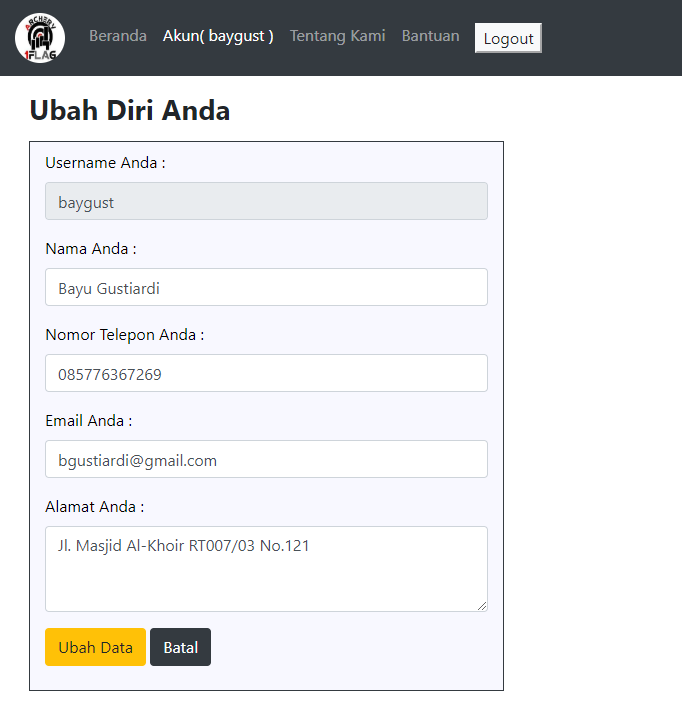 ARCHERY
1FLAG
Beranda Akun( baygust ) Tentang Kami Bantuan Logout
Ubah Diri Anda
Username Anda :
baygust
Nama Anda :
Bayu Gustiardi
Nomor Telepon Anda :
085776367269
Email Anda :
bgustiardi@gmail.com
Alamat Anda :
Jl. Masjid Al-Khoir RT007/03 No.121
Ubah Data Batal